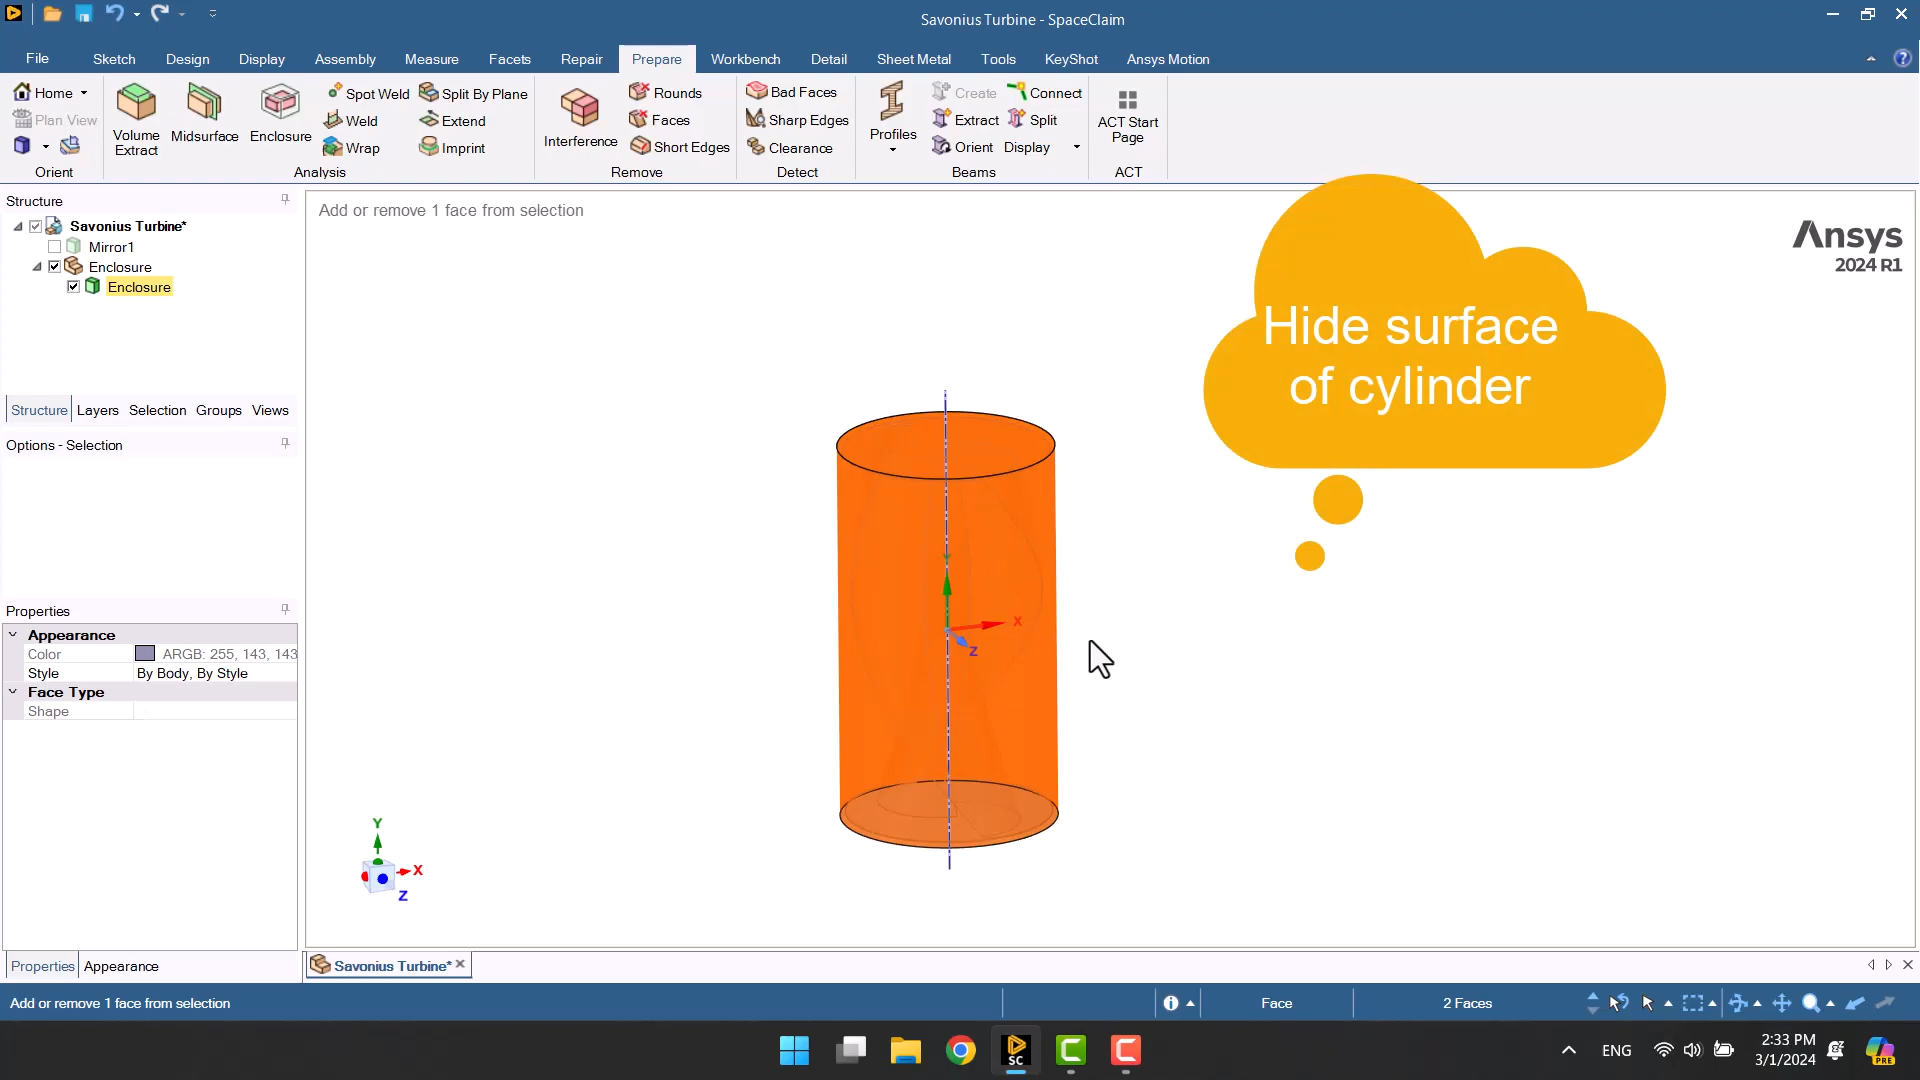 Savonius Turbine - SpaceClaim
File Sketch Design Display Assembly Measure Facets Repair Prepare Workbench Detail Sheet Metal Tools KeyShot Ansys Motion
Home
Plan View
Orient
Volume Extract
Midsurface
Enclosure
Spot Weld
Weld
Wrap
Split By Plane
Extend
Imprint
Analysis
Interference
Rounds
Faces
Short Edges
Remove
Bad Faces
Sharp Edges
Clearance
Detect
Profiles
Create
Connect
Extract
Split
Orient
Display
Beams
ACT Start
Page
ACT
Structure
Savonius Turbine*
Mirror1
Enclosure
Enclosure
Structure Layers Selection Groups Views
Options - Selection
Properties
Appearance
Color ARGB: 255, 143, 143
Style By Body, By Style
Face Type
Shape
Properties Appearance
Add or remove 1 face from selection
Ansys
2024 R1
Hide surface
of cylinder
Y
X
Z
Y
X
Z
Savonius Turbine*
Add or remove 1 face from selection
Face
2 Faces
SC
ENG
2:33 PM
3/1/2024
PRE